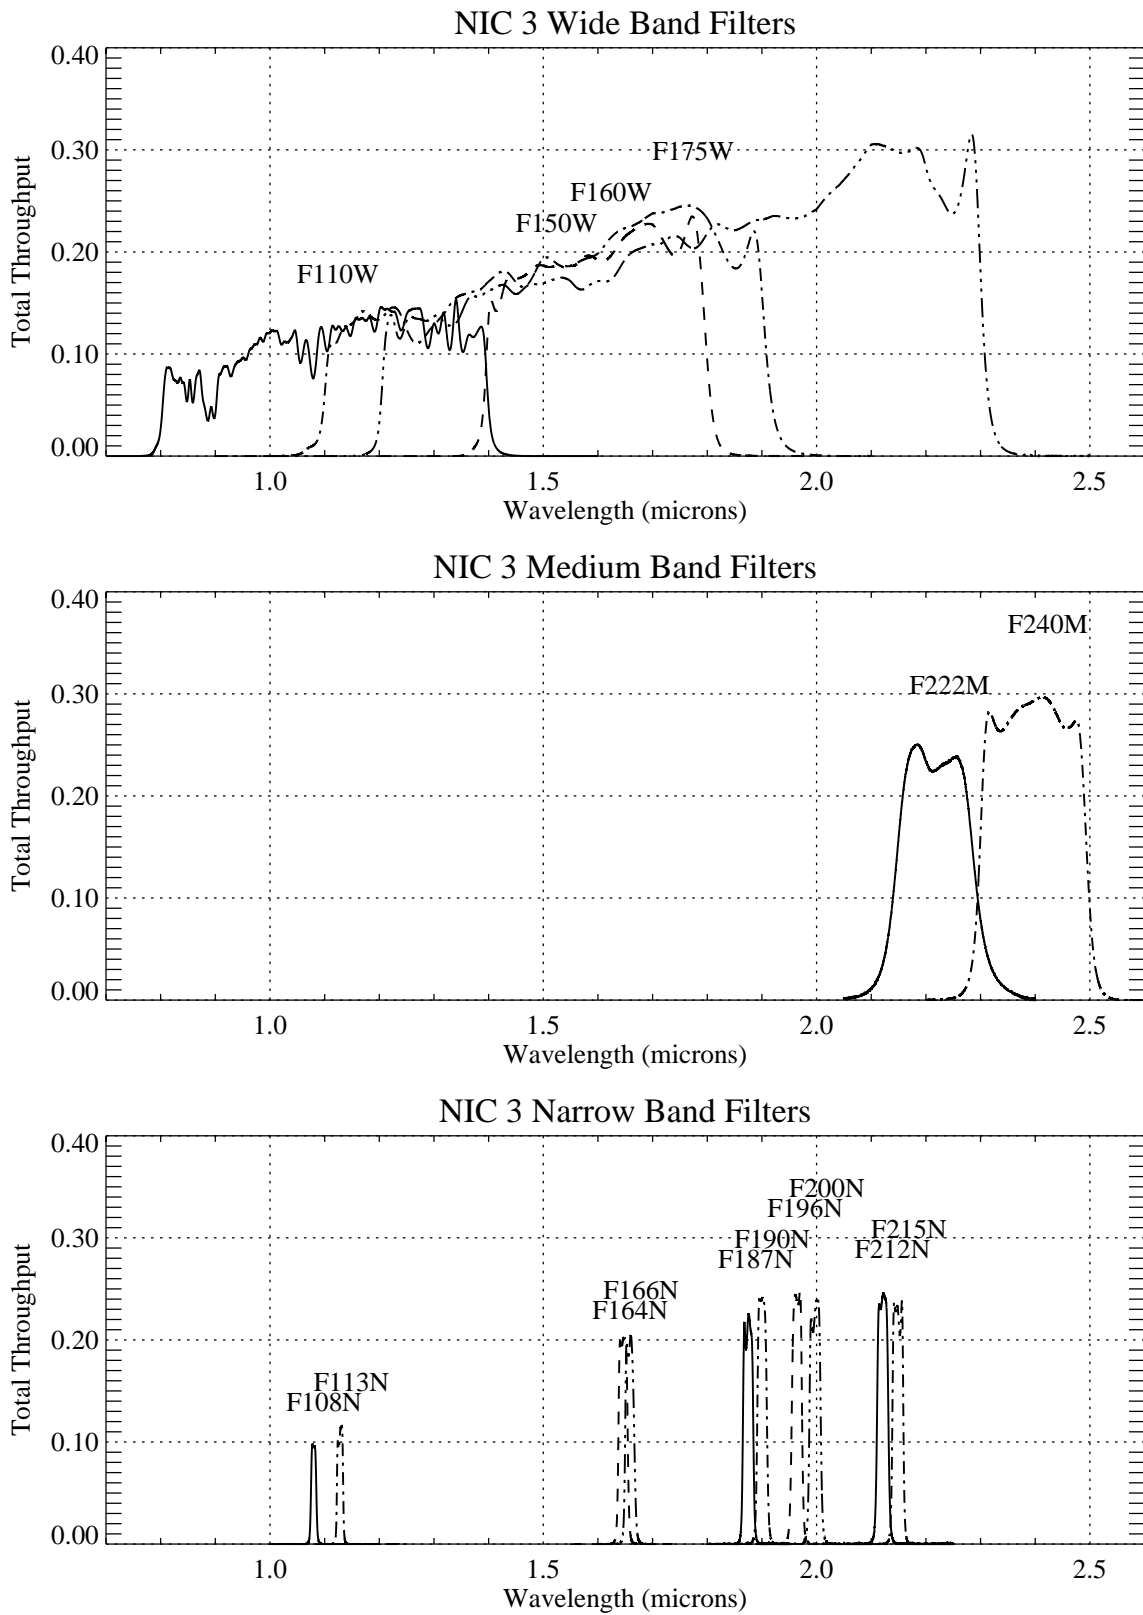 NIC 3 Wide Band Filters
0.40
0.30
0.20
0.10
0.00
Total Throughput
F175W
F160W
F150W
F110W
1.0 1.5 2.0 2.5
Wavelength (microns)
NIC 3 Medium Band Filters
0.40
0.30
0.20
0.10
0.00
Total Throughput
F240M
F222M
1.0 1.5 2.0 2.5
Wavelength (microns)
NIC 3 Narrow Band Filters
0.40
0.30
0.20
0.10
0.00
Total Throughput
F200N
F196N
F190N
F215N
F187N
F212N
F166N
F164N
F113N
F108N
1.0 1.5 2.0 2.5
Wavelength (microns)